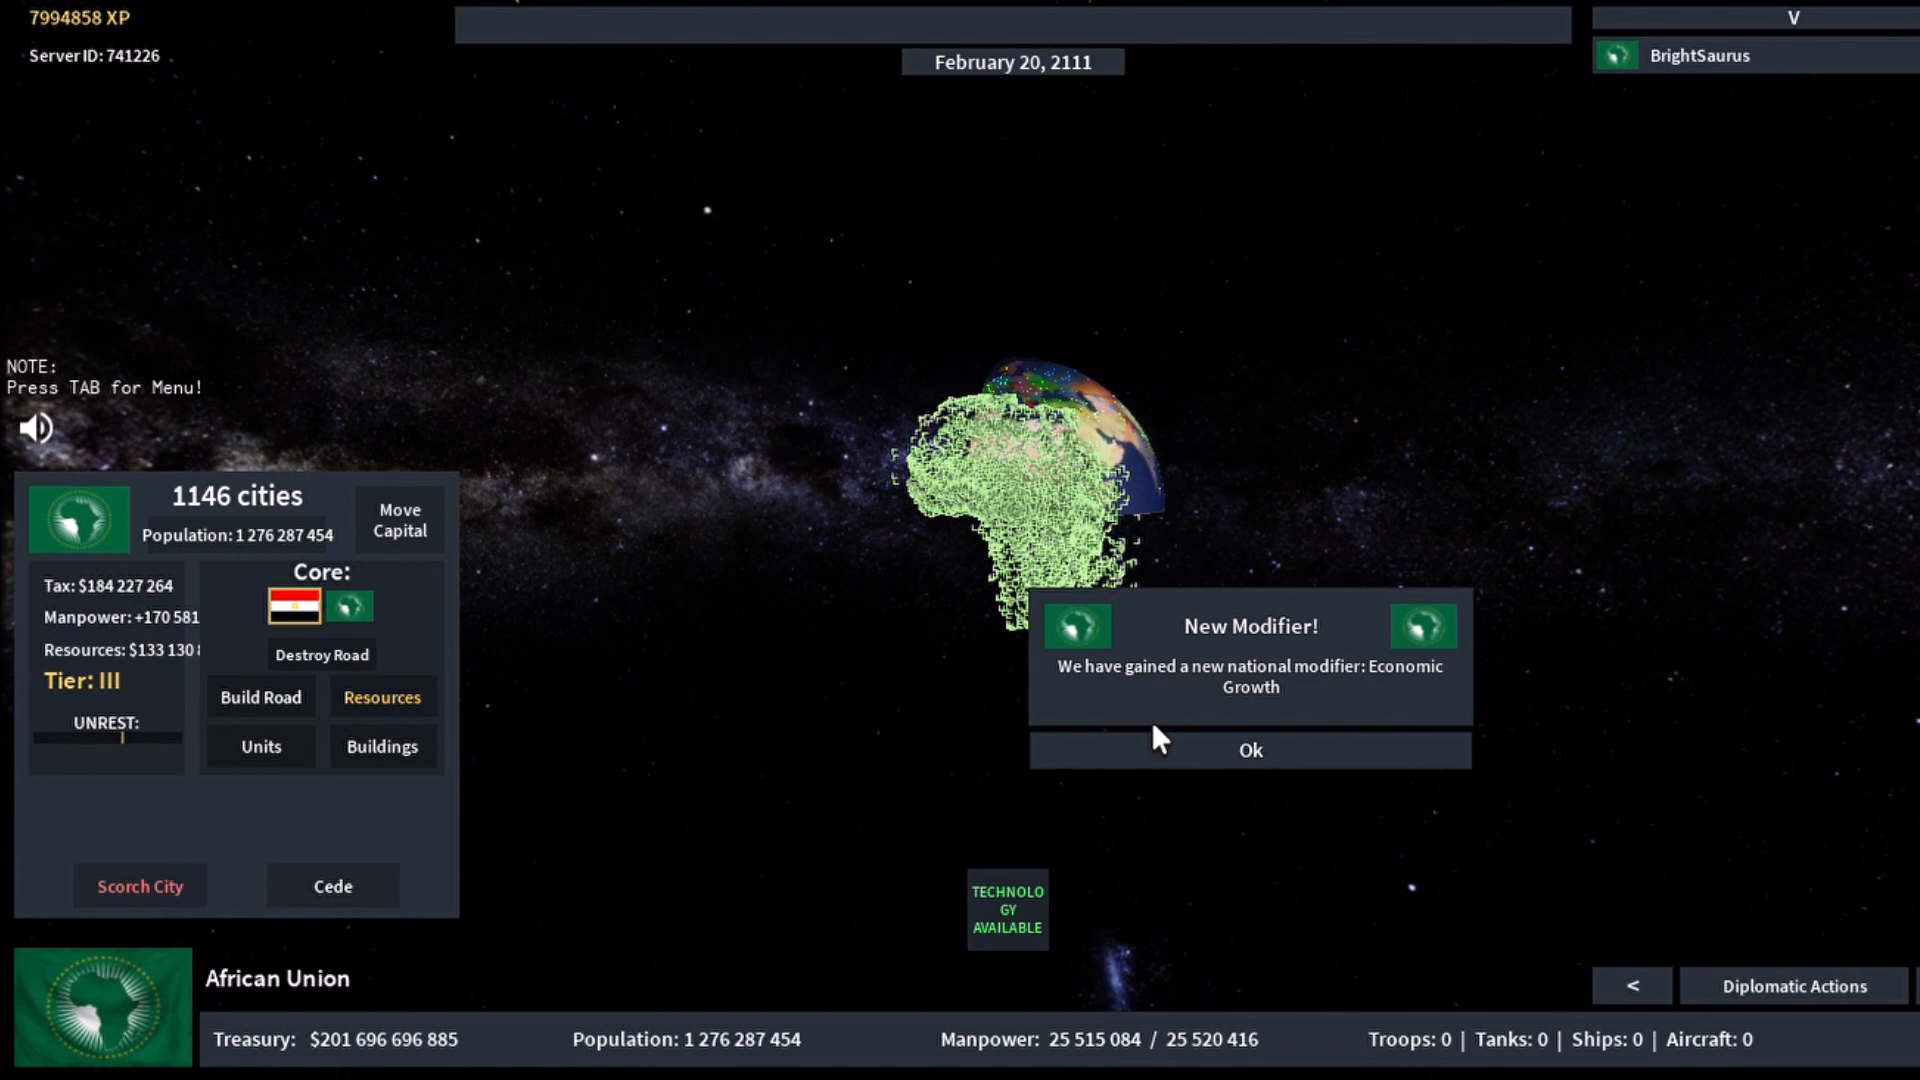 7994858 XP
Server ID: 741226
February 20, 2111
V
BrightSaurus
NOTE:
Press TAB for Menu!
1146 cities
Population: 1 276 287 454
Move
Capital
Tax: $184 227 264
Manpower: +170 581
Resources: $133 130
Tier: III
UNREST:
Core:
Destroy Road
Build Road
Resources
Units
Buildings
Scorch City
Cede
New Modifier!
We have gained a new national modifier: Economic
Growth
Ok
TECHNOLO
GY
AVAILABLE
African Union
<
Diplomatic Actions
Treasury: $201 696 696 885
Population: 1 276 287 454
Manpower: 25 515 084 / 25 520 416
Troops: 0 | Tanks: 0 | Ships: 0 | Aircraft: 0